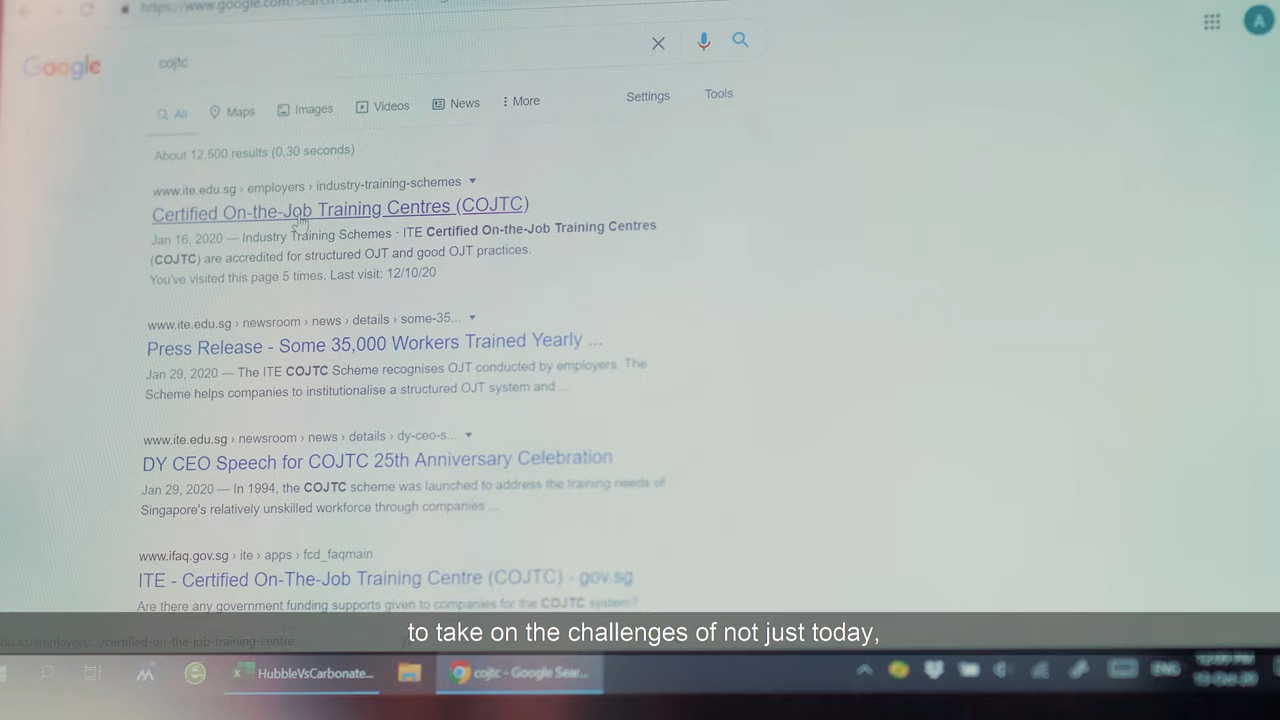 https://www.google.com/search
Google
cojtc
A
All
Maps
Images
Videos
News
More
Settings
Tools
About 12,500 results (0.30 seconds)
www.ite.edu.sg › employers › industry-training-schemes
Certified On-the-Job Training Centres (COJTC)
Jan 16, 2020 — Industry Training Schemes · ITE Certified On-the-Job Training Centres
(COJTC) are accredited for structured OJT and good OJT practices.
You've visited this page 5 times. Last visit: 12/10/20
www.ite.edu.sg › newsroom › news › details › some-35...
Press Release - Some 35,000 Workers Trained Yearly ...
Jan 29, 2020 — The ITE COJTC Scheme recognises OJT conducted by employers. The
Scheme helps companies to institutionalise a structured OJT system and ...
www.ite.edu.sg › newsroom › news › details › dy-ceo-s...
DY CEO Speech for COJTC 25th Anniversary Celebration
Jan 29, 2020 — In 1994, the COJTC scheme was launched to address the training needs of
Singapore's relatively unskilled workforce through companies ...
www.ifaq.gov.sg › ite › apps › fcd_faqmain
ITE - Certified On-The-Job Training Centre (COJTC) - gov.sg
Are there any government funding supports given to companies for the COJTC system?
to take on the challenges of not just today,
du.sg/employers/.../certified-on-the-job-training-centre...
HubbleVsCarbonate...
cojtc - Google Sear...
ENG